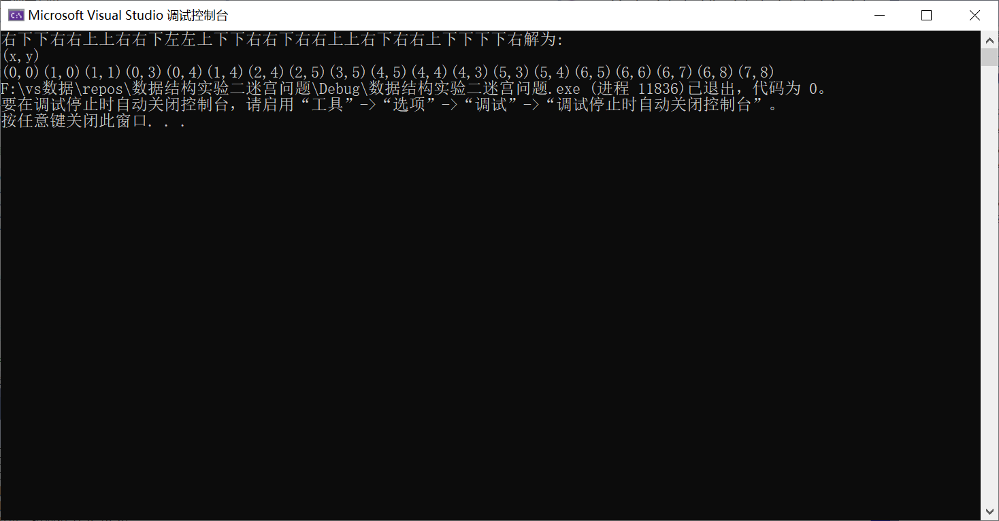 Microsoft Visual Studio 调试控制台
右下下右右上上右右下左左上下下右右下右右上上右下右右上下下下下右解为:
(x,y)
(0,0)(1,0)(1,1)(0,3)(0,4)(1,4)(2,4)(2,5)(3,5)(4,5)(4,4)(4,3)(5,3)(5,4)(6,5)(6,6)(6,7)(6,8)(7,8)
F:\vs数据\repos\数据结构实验二迷宫问题\Debug\数据结构实验二迷宫问题.exe (进程 11836)已退出，代码为 0。
要在调试停止时自动关闭控制台，请启用“工具”->“选项”->“调试”->“调试停止时自动关闭控制台”。
按任意键关闭此窗口. . .